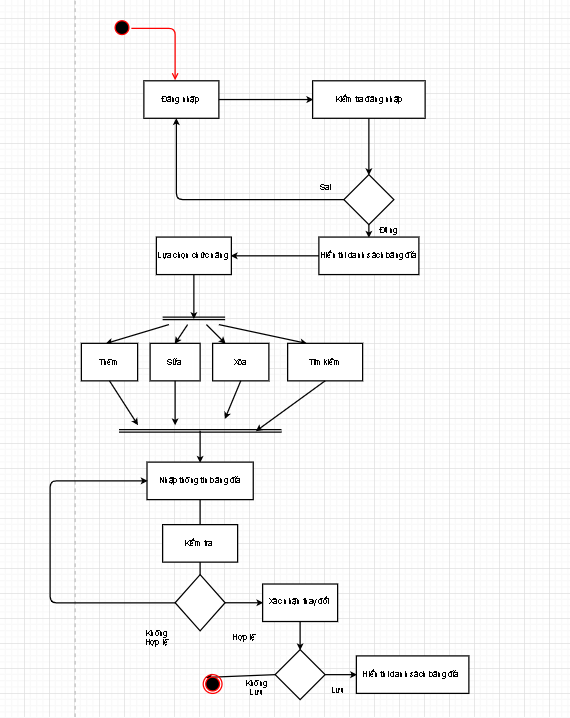 Đăng nhập
Kiểm tra đăng nhập
Sai
Đúng
Lựa chọn chức năng
Hiển thị danh sách băng đĩa
Thêm
Sửa
Xóa
Tìm kiếm
Nhập thông tin băng đĩa
Kiểm tra
Xác nhận thay đổi
Không
Hợp lệ
Hợp lệ
Hiển thị danh sách băng đĩa
Không
Lưu
Lưu